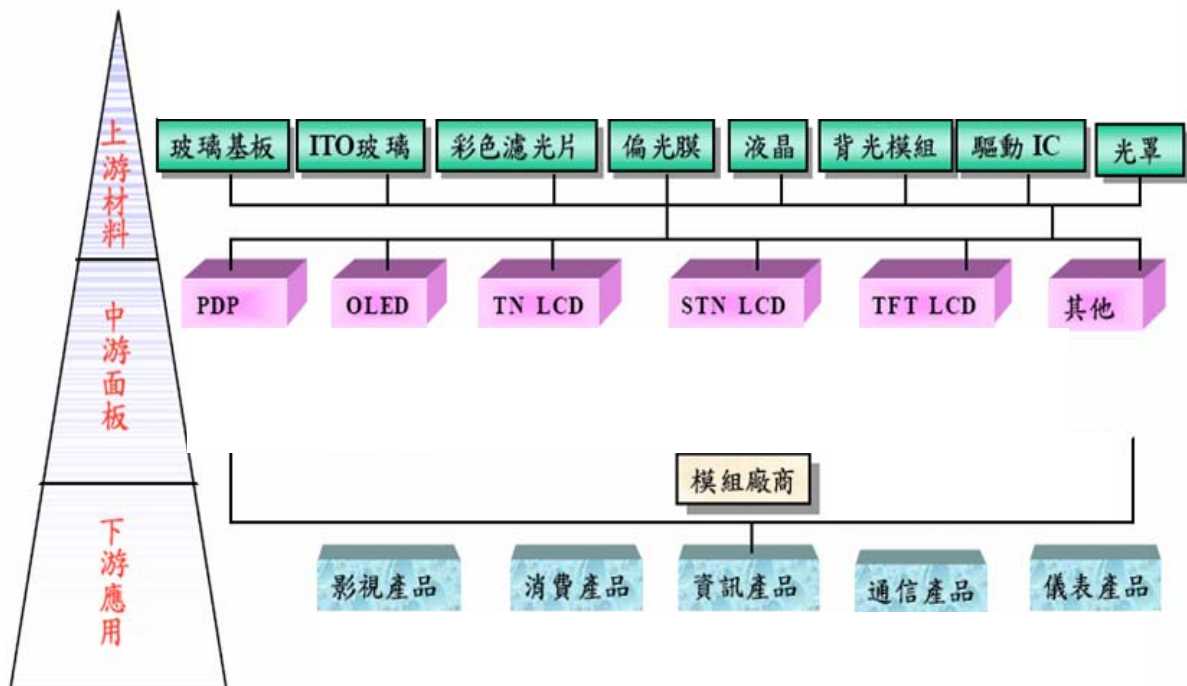 上游材料
玻璃基板
ITO玻璃
彩色濾光片
偏光膜
液晶
背光模組
驅動 IC
光罩
中游面板
PDP
OLED
TN LCD
STN LCD
TFT LCD
其他
模組廠商
下游應用
影視產品
消費產品
資訊產品
通信產品
儀表產品